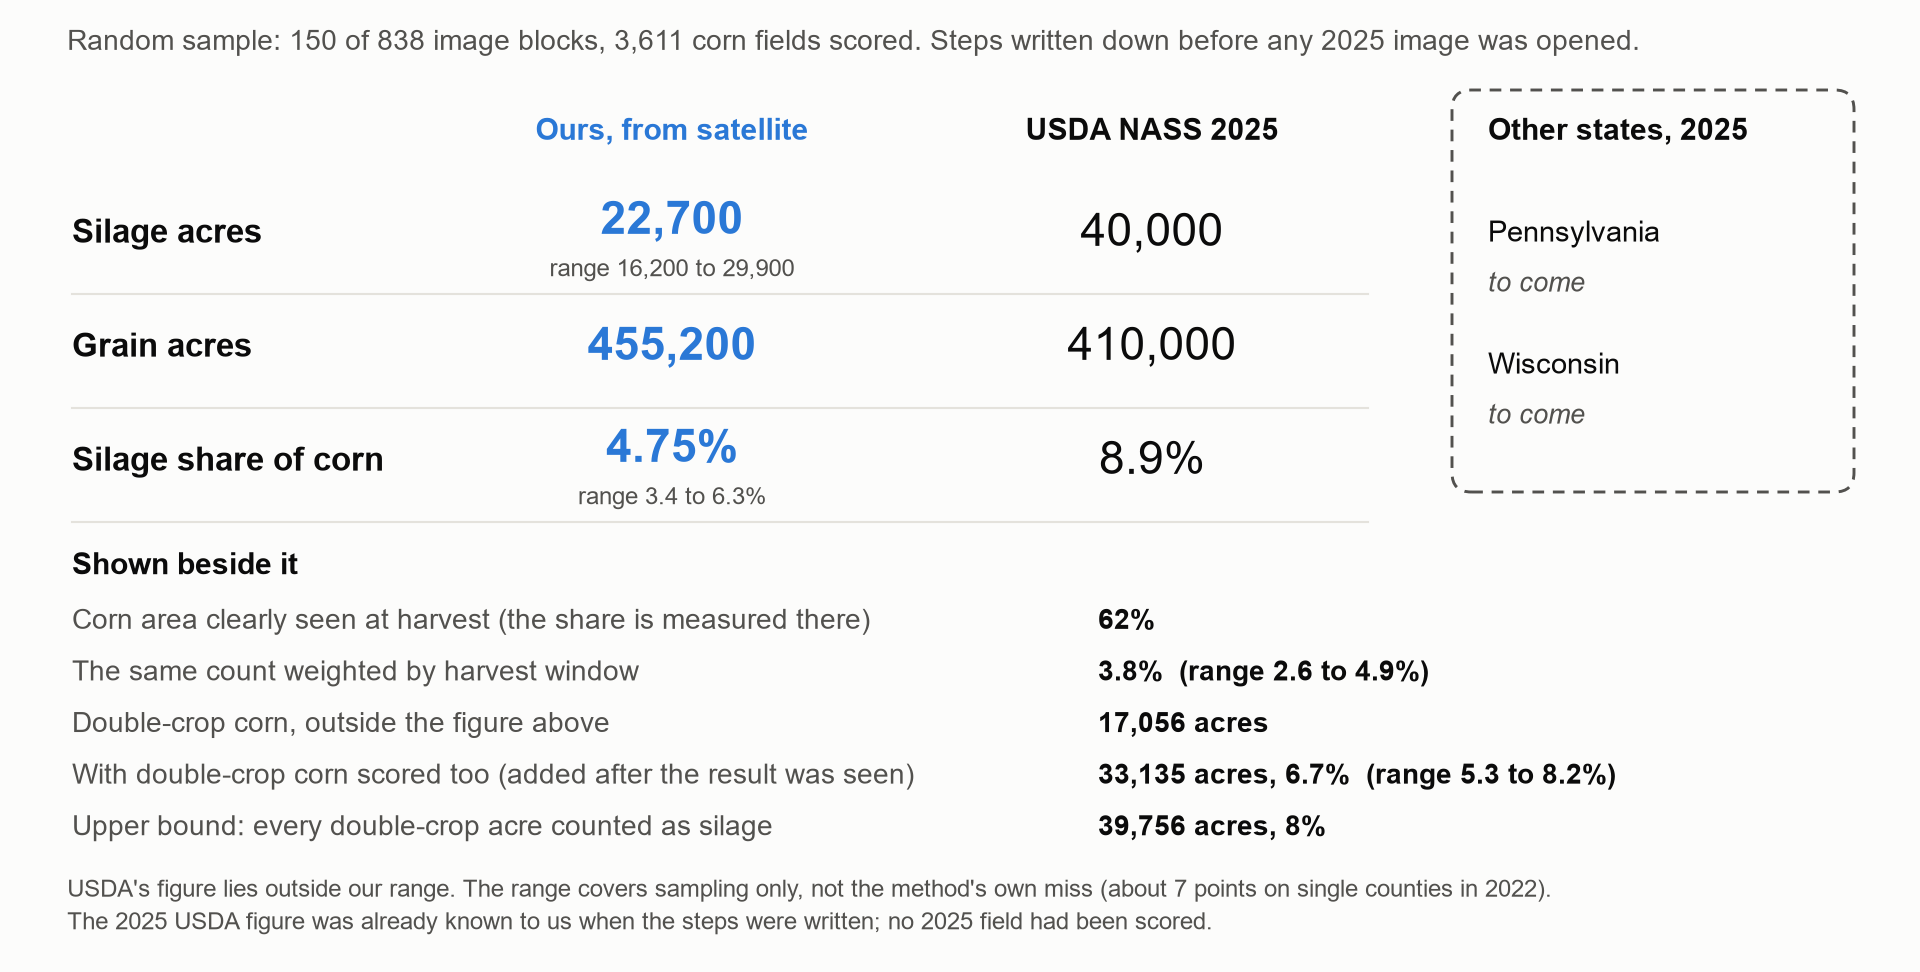 Random sample: 150 of 838 image blocks, 3,611 corn fields scored. Steps written down before any 2025 image was opened.
Ours, from satellite
USDA NASS 2025
Silage acres
22,700
range 16,200 to 29,900
40,000
Grain acres
455,200
410,000
Silage share of corn
4.75%
range 3.4 to 6.3%
8.9%
Other states, 2025
Pennsylvania
to come
Wisconsin
to come
Shown beside it
Corn area clearly seen at harvest (the share is measured there) 62%
The same count weighted by harvest window 3.8% (range 2.6 to 4.9%)
Double-crop corn, outside the figure above 17,056 acres
With double-crop corn scored too (added after the result was seen) 33,135 acres, 6.7% (range 5.3 to 8.2%)
Upper bound: every double-crop acre counted as silage 39,756 acres, 8%
USDA's figure lies outside our range. The range covers sampling only, not the method's own miss (about 7 points on single counties in 2022).
The 2025 USDA figure was already known to us when the steps were written; no 2025 field had been scored.